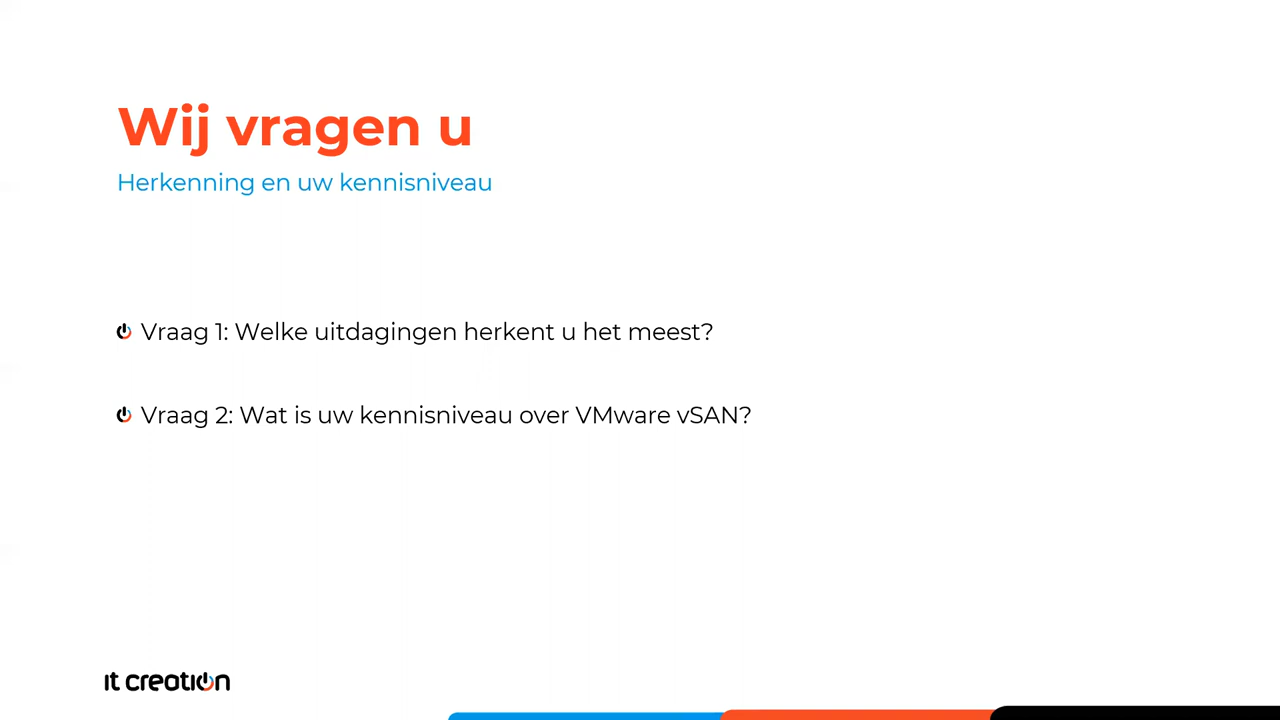 Wij vragen u
Herkenning en uw kennisniveau
Vraag 1: Welke uitdagingen herkent u het meest?
Vraag 2: Wat is uw kennisniveau over VMware vSAN?
it creation